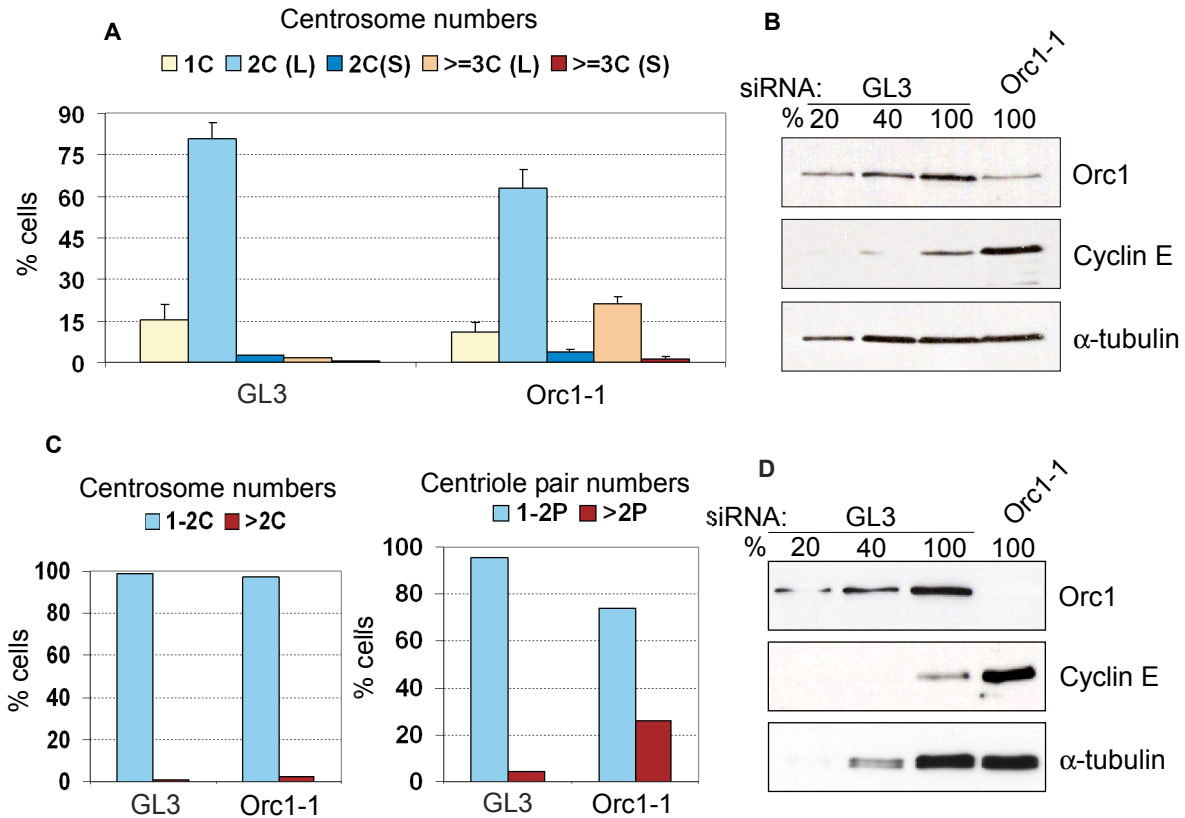 A
Centrosome numbers
1C 2C (L) 2C(S) >=3C (L) >=3C (S)
% cells
90
75
60
45
30
15
0
GL3 Orc1-1
B
siRNA: GL3 Orc1-1
% 20 40 100 100
Orc1
Cyclin E
α-tubulin
C
Centrosome numbers
1-2C >2C
% cells
100
80
60
40
20
0
GL3 Orc1-1
Centriole pair numbers
1-2P >2P
% cells
100
80
60
40
20
0
GL3 Orc1-1
D
siRNA: GL3 Orc1-1
% 20 40 100 100
Orc1
Cyclin E
α-tubulin